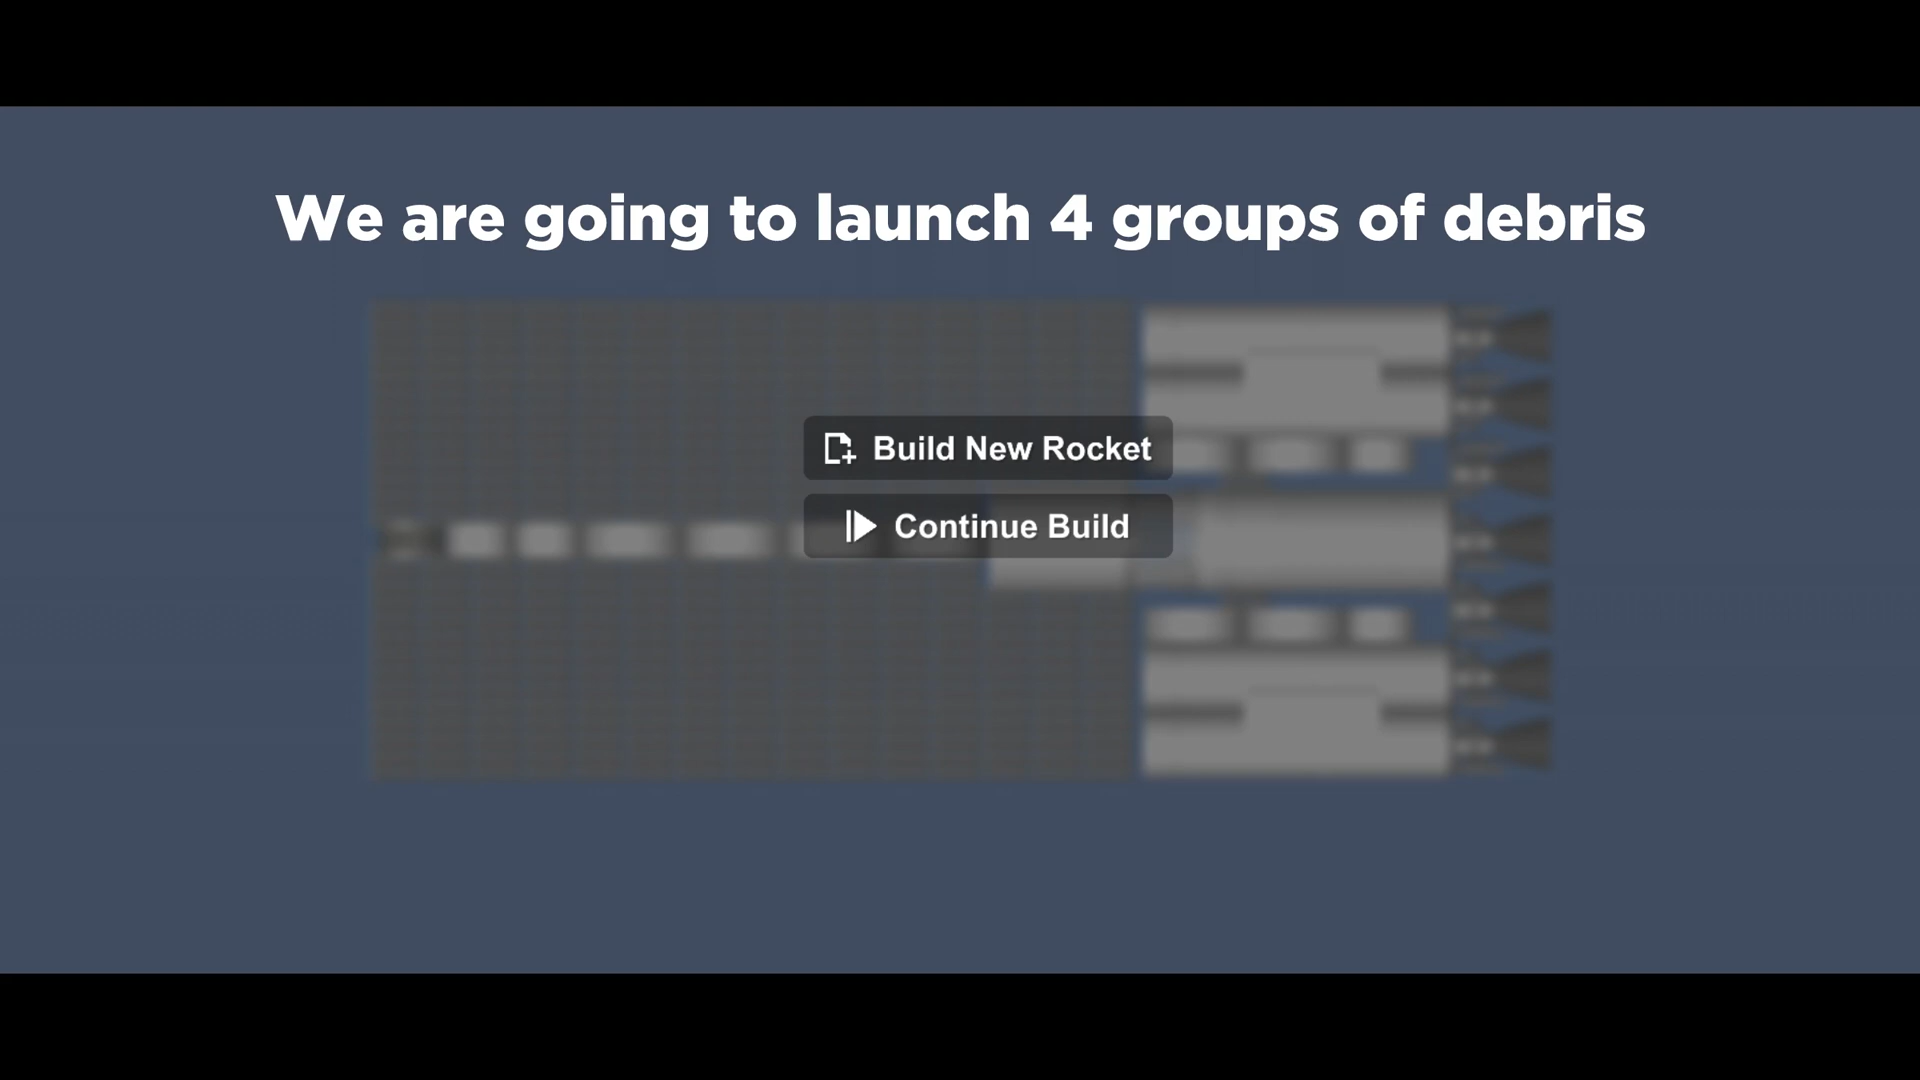 We are going to launch 4 groups of debris
Build New Rocket
Continue Build